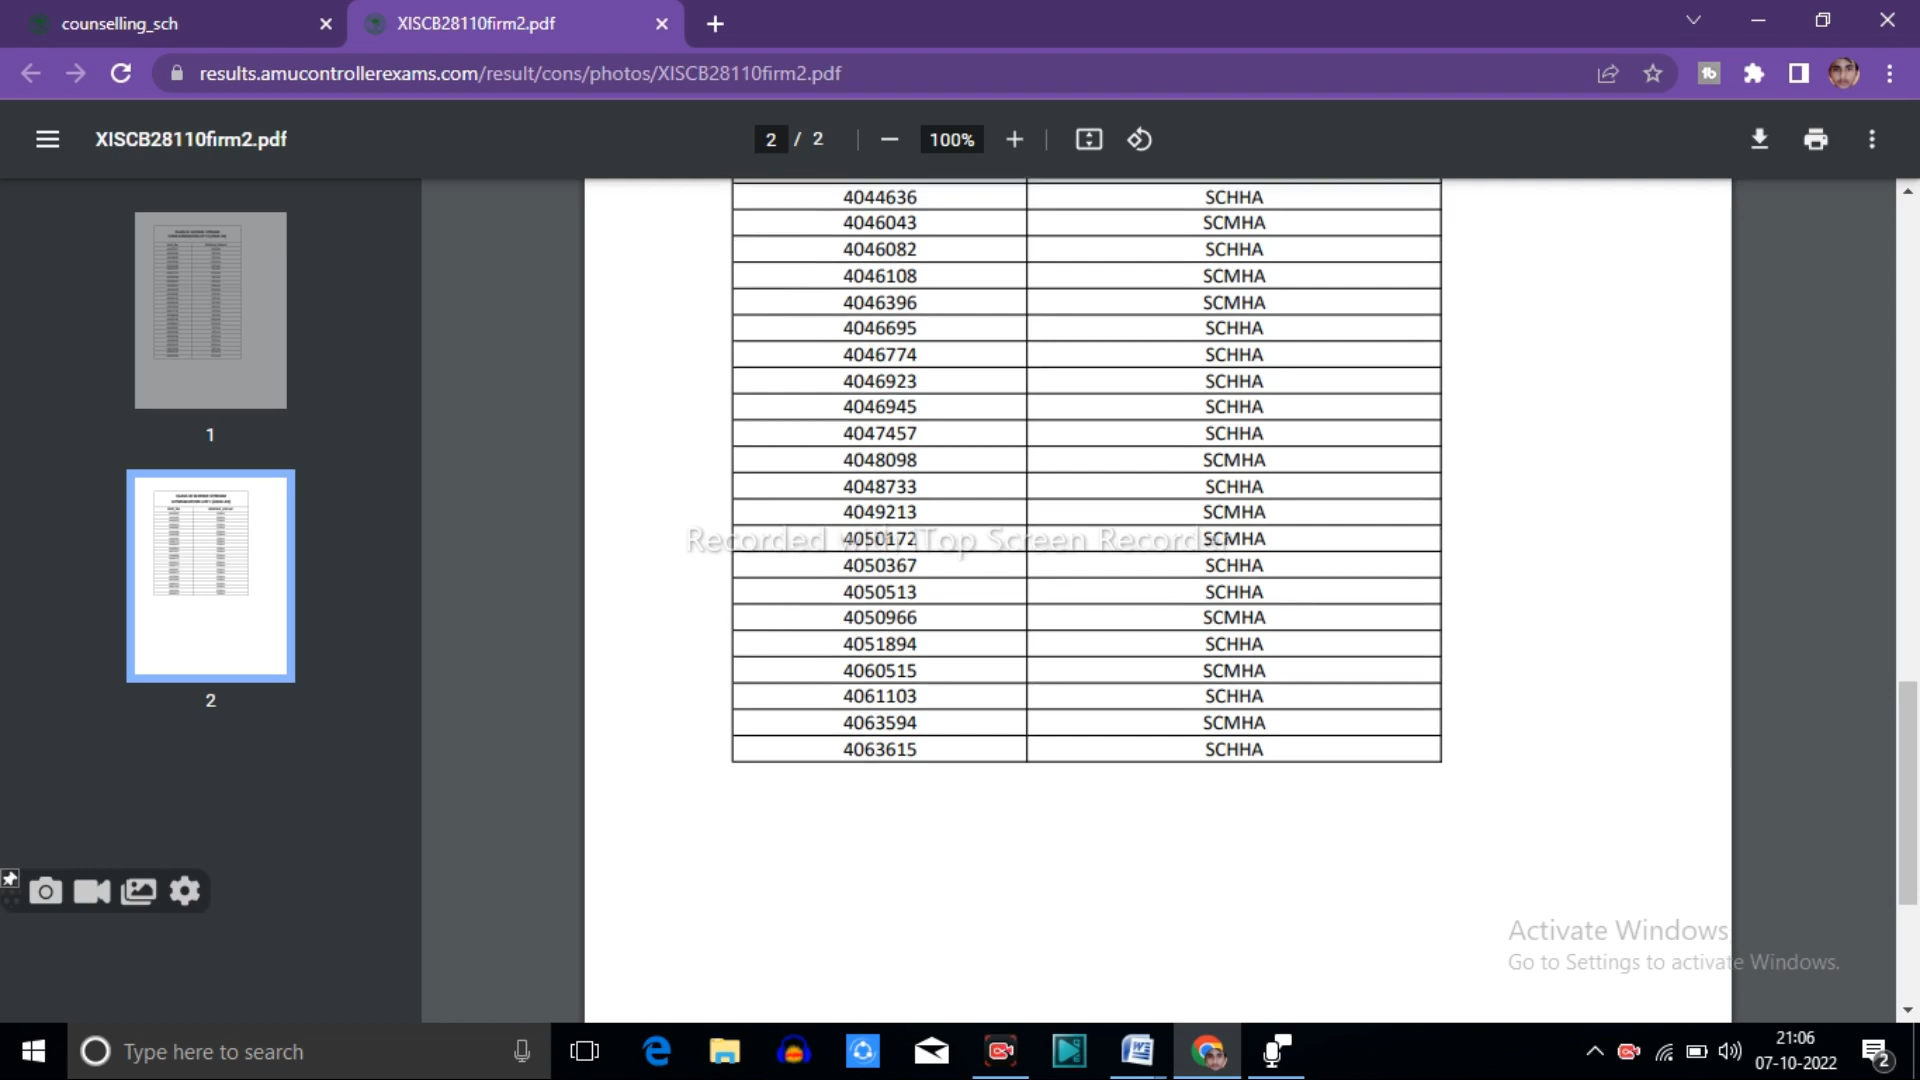 counselling_sch
XISCB28110firm2.pdf
results.amucontrollerexams.com/result/cons/photos/XISCB28110firm2.pdf
XISCB28110firm2.pdf
2 / 2
100%
4044636 SCHHA
4046043 SCMHA
4046082 SCHHA
4046108 SCMHA
4046396 SCMHA
4046695 SCHHA
4046774 SCHHA
4046923 SCHHA
4046945 SCHHA
4047457 SCHHA
4048098 SCMHA
4048733 SCHHA
4049213 SCMHA
4050172 SCMHA
Recorded with iTop Screen Recorder
4050367 SCHHA
4050513 SCHHA
4050966 SCMHA
4051894 SCHHA
4060515 SCMHA
4061103 SCHHA
4063594 SCMHA
4063615 SCHHA
1
2
Activate Windows
Go to Settings to activate Windows.
Type here to search
21:06
07-10-2022
2